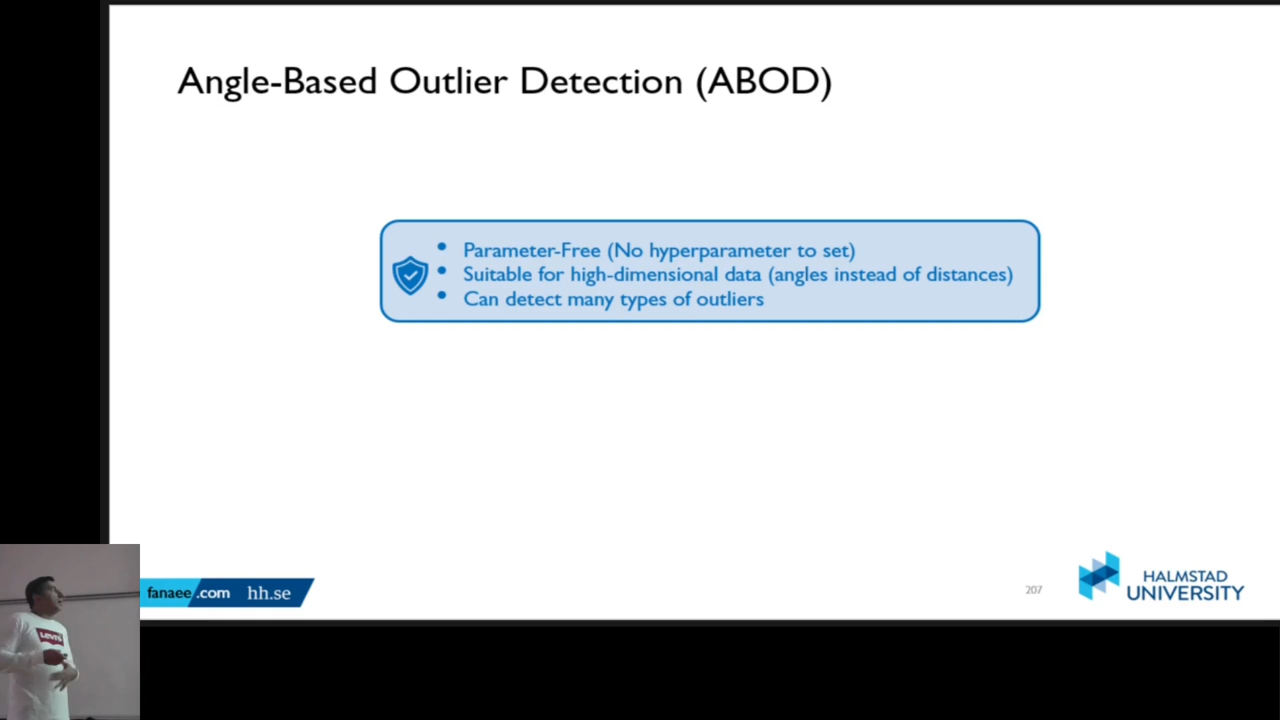 Angle-Based Outlier Detection (ABOD)
• Parameter-Free (No hyperparameter to set)
• Suitable for high-dimensional data (angles instead of distances)
• Can detect many types of outliers
fanaee.com hh.se
207
HALMSTAD
UNIVERSITY
Levi's